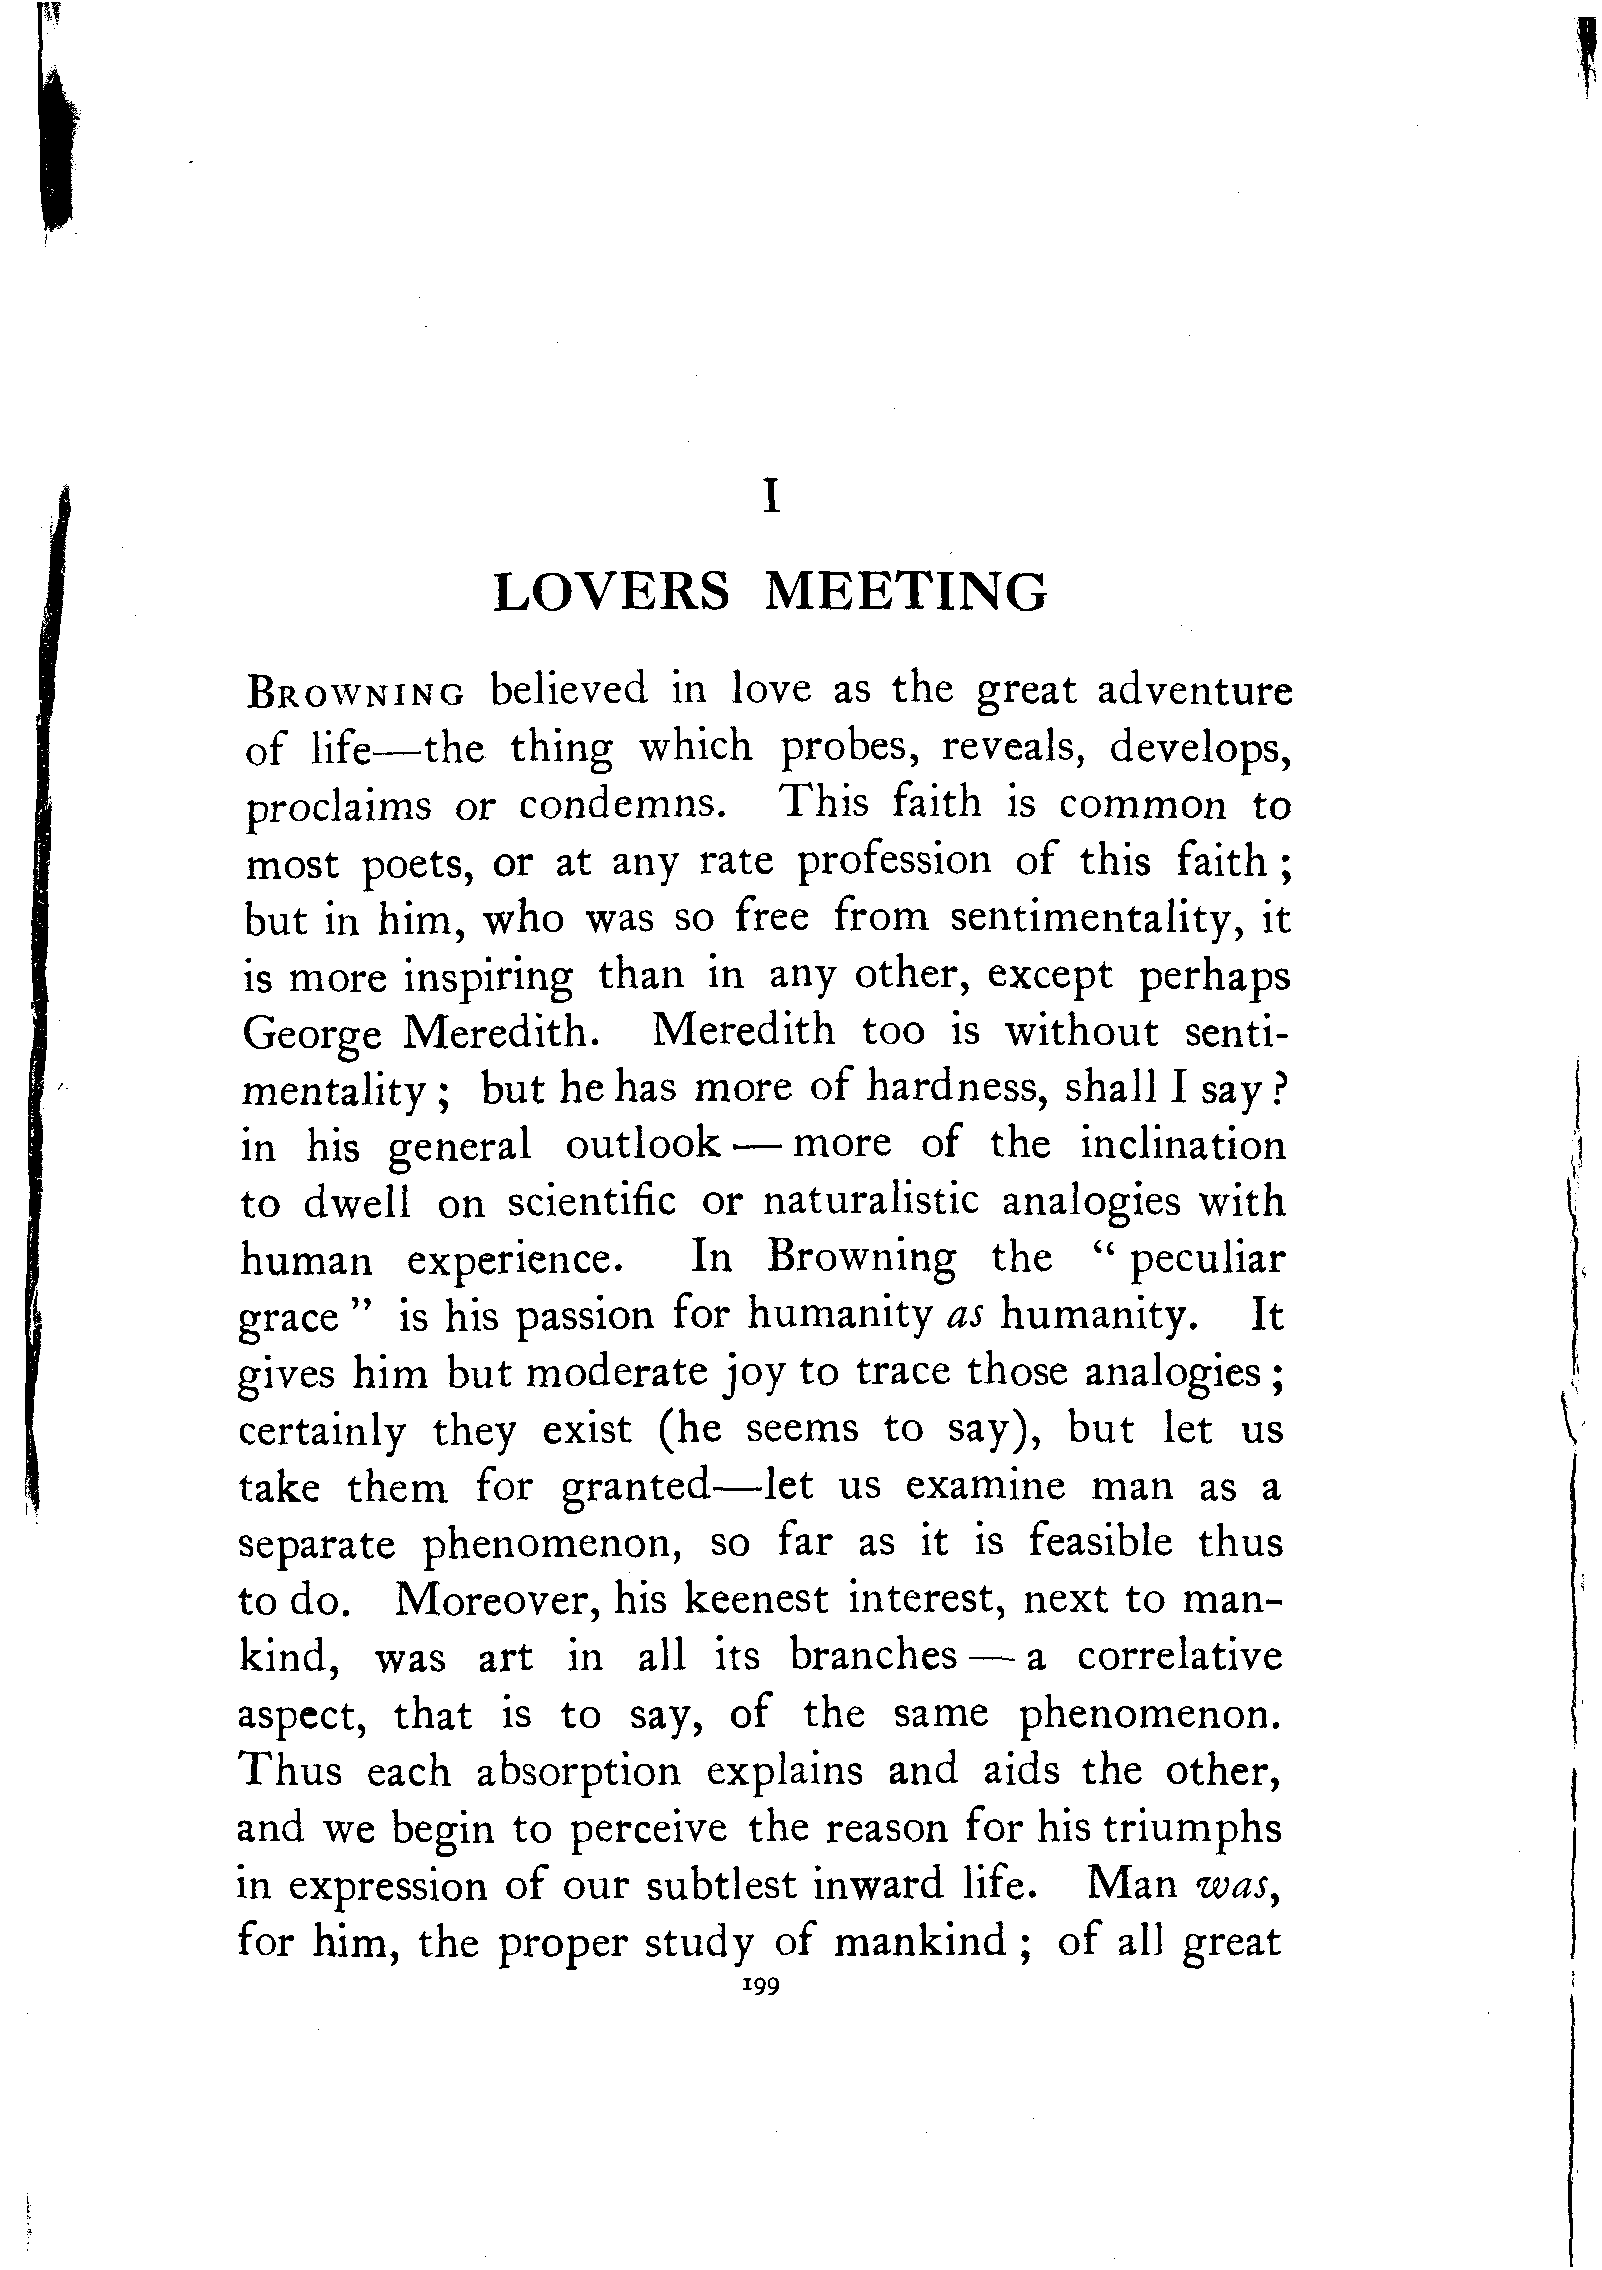 I
LOVERS MEETING
BROWNING believed in love as the great adventure
of life—the thing which probes, reveals, develops,
proclaims or condemns. This faith is common to
most poets, or at any rate profession of this faith ;
but in him, who was so free from sentimentality, it
is more inspiring than in any other, except perhaps
George Meredith. Meredith too is without senti-
mentality ; but he has more of hardness, shall I say ?
in his general outlook — more of the inclination
to dwell on scientific or naturalistic analogies with
human experience. In Browning the “ peculiar
grace ” is his passion for humanity as humanity. It
gives him but moderate joy to trace those analogies ;
certainly they exist (he seems to say), but let us
take them for granted—let us examine man as a
separate phenomenon, so far as it is feasible thus
to do. Moreover, his keenest interest, next to man-
kind, was art in all its branches — a correlative
aspect, that is to say, of the same phenomenon.
Thus each absorption explains and aids the other,
and we begin to perceive the reason for his triumphs
in expression of our subtlest inward life. Man was,
for him, the proper study of mankind ; of all great
199